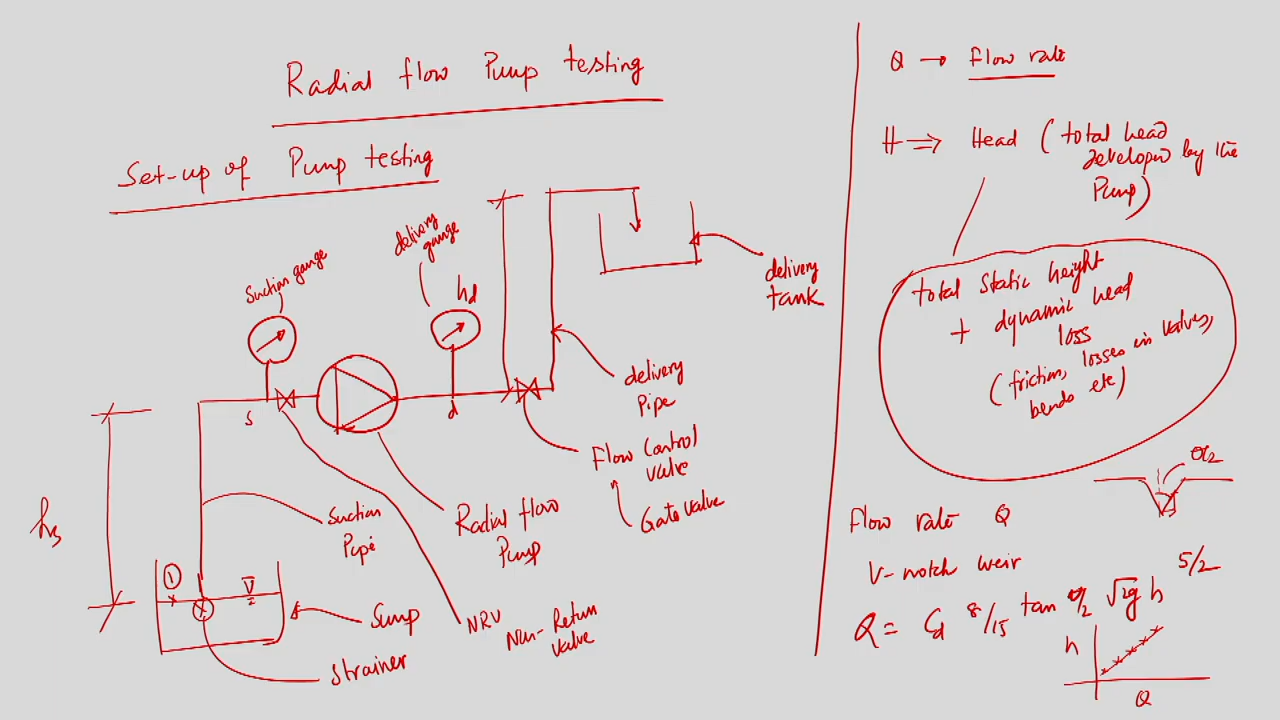 Radial flow Pump testing
Set-up of Pump testing
Suction gauge
delivery
gauge
hd
delivery
tank
delivery
Pipe
s
d
Flow Control
valve
Gate valve
hs
Suction
Pipe
Radial flow
Pump
1
Sump
NRV
Non-Return
valve
Strainer
Q → flow rate
H ⇒ Head (total head
developed by the
Pump)
total static height
+ dynamic head
loss
(friction, losses in valves,
bends etc)
θ/2
Flow rate Q
V-notch weir
Q = Cd 8/15 tan θ/2 √2g h 5/2
h
Q